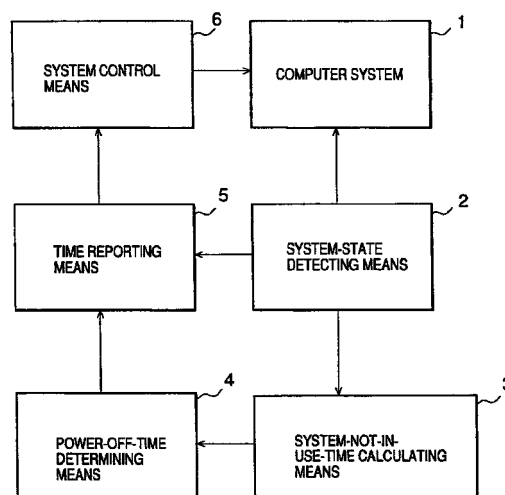 6
SYSTEM CONTROL
MEANS
1
COMPUTER SYSTEM
5
TIME REPORTING
MEANS
2
SYSTEM-STATE
DETECTING MEANS
4
POWER-OFF-TIME
DETERMINING
MEANS
3
SYSTEM-NOT-IN-
USE-TIME CALCULATING
MEANS